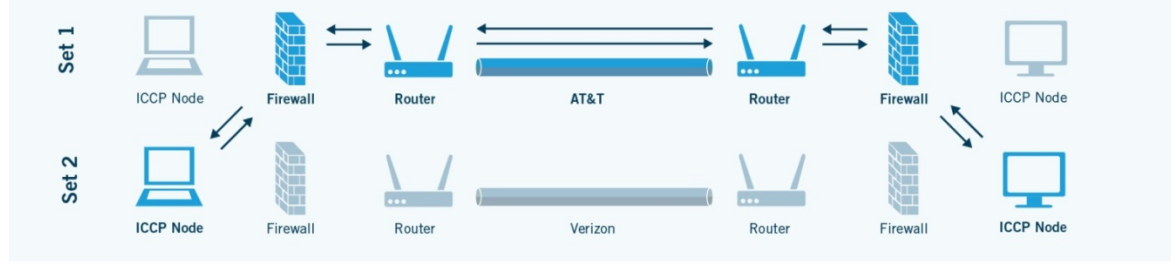 Set 1
ICCP Node Firewall Router AT&T Router Firewall ICCP Node
Set 2
ICCP Node Firewall Router Verizon Router Firewall ICCP Node